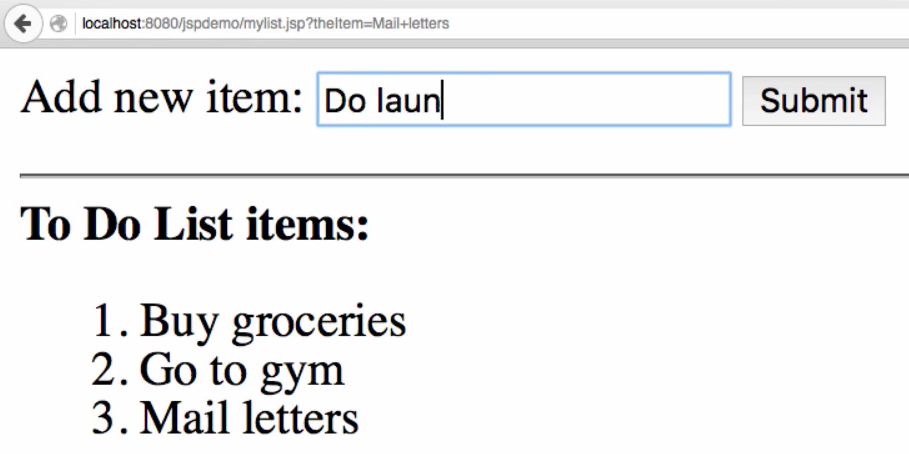 localhost:8080/jspdemo/mylist.jsp?theItem=Mail+letters
Add new item: Do laun Submit
To Do List items:
1. Buy groceries
2. Go to gym
3. Mail letters